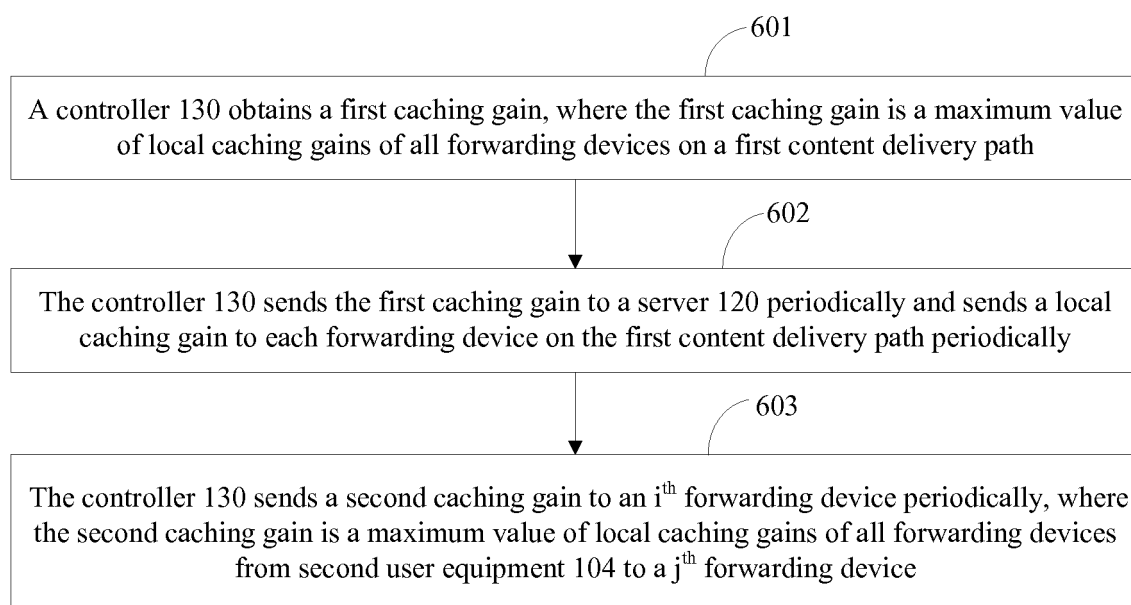 601
A controller 130 obtains a first caching gain, where the first caching gain is a maximum value
of local caching gains of all forwarding devices on a first content delivery path
602
The controller 130 sends the first caching gain to a server 120 periodically and sends a local
caching gain to each forwarding device on the first content delivery path periodically
603
The controller 130 sends a second caching gain to an iᵗʰ forwarding device periodically, where
the second caching gain is a maximum value of local caching gains of all forwarding devices
from second user equipment 104 to a jᵗʰ forwarding device